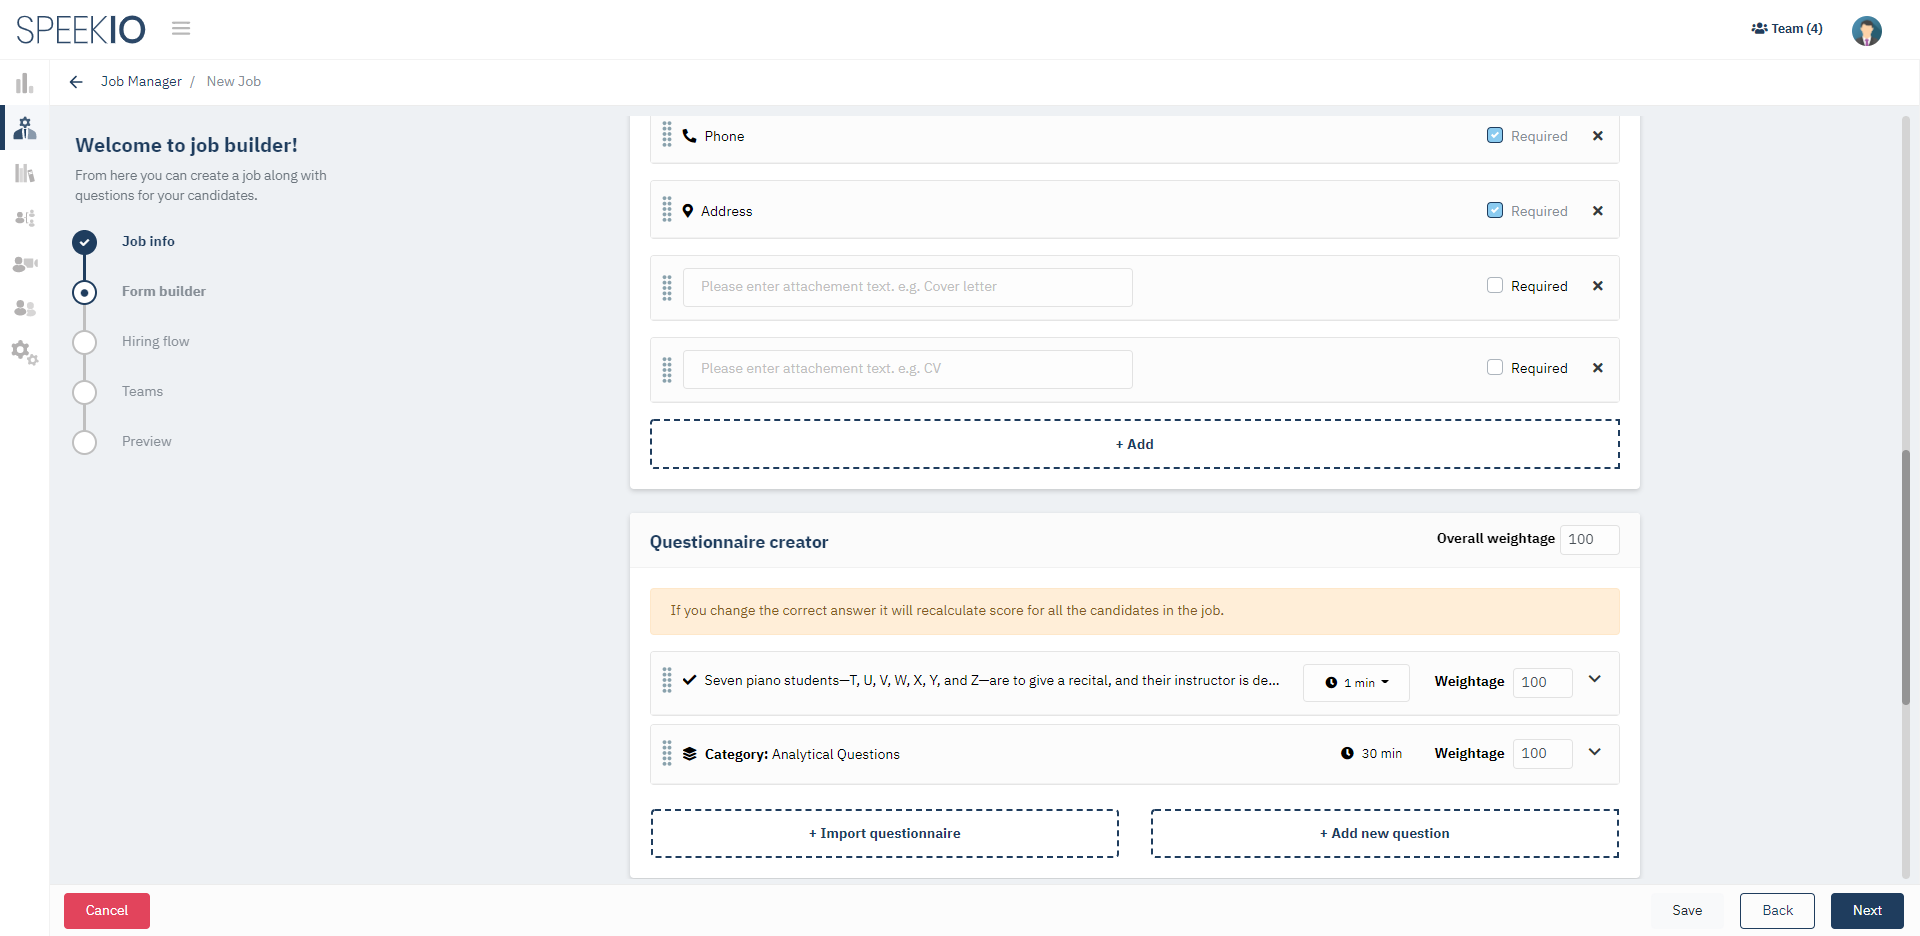 SPEEKIO
Team (4)
Job Manager / New Job
Welcome to job builder!
From here you can create a job along with
questions for your candidates.
Job info
Form builder
Hiring flow
Teams
Preview
Phone
Required
Address
Required
Please enter attachement text. e.g. Cover letter
Required
Please enter attachement text. e.g. CV
Required
+ Add
Questionnaire creator
Overall weightage 100
If you change the correct answer it will recalculate score for all the candidates in the job.
Seven piano students—T, U, V, W, X, Y, and Z—are to give a recital, and their instructor is de...
1 min
Weightage 100
Category: Analytical Questions
30 min
Weightage 100
+ Import questionnaire
+ Add new question
Cancel
Save
Back
Next